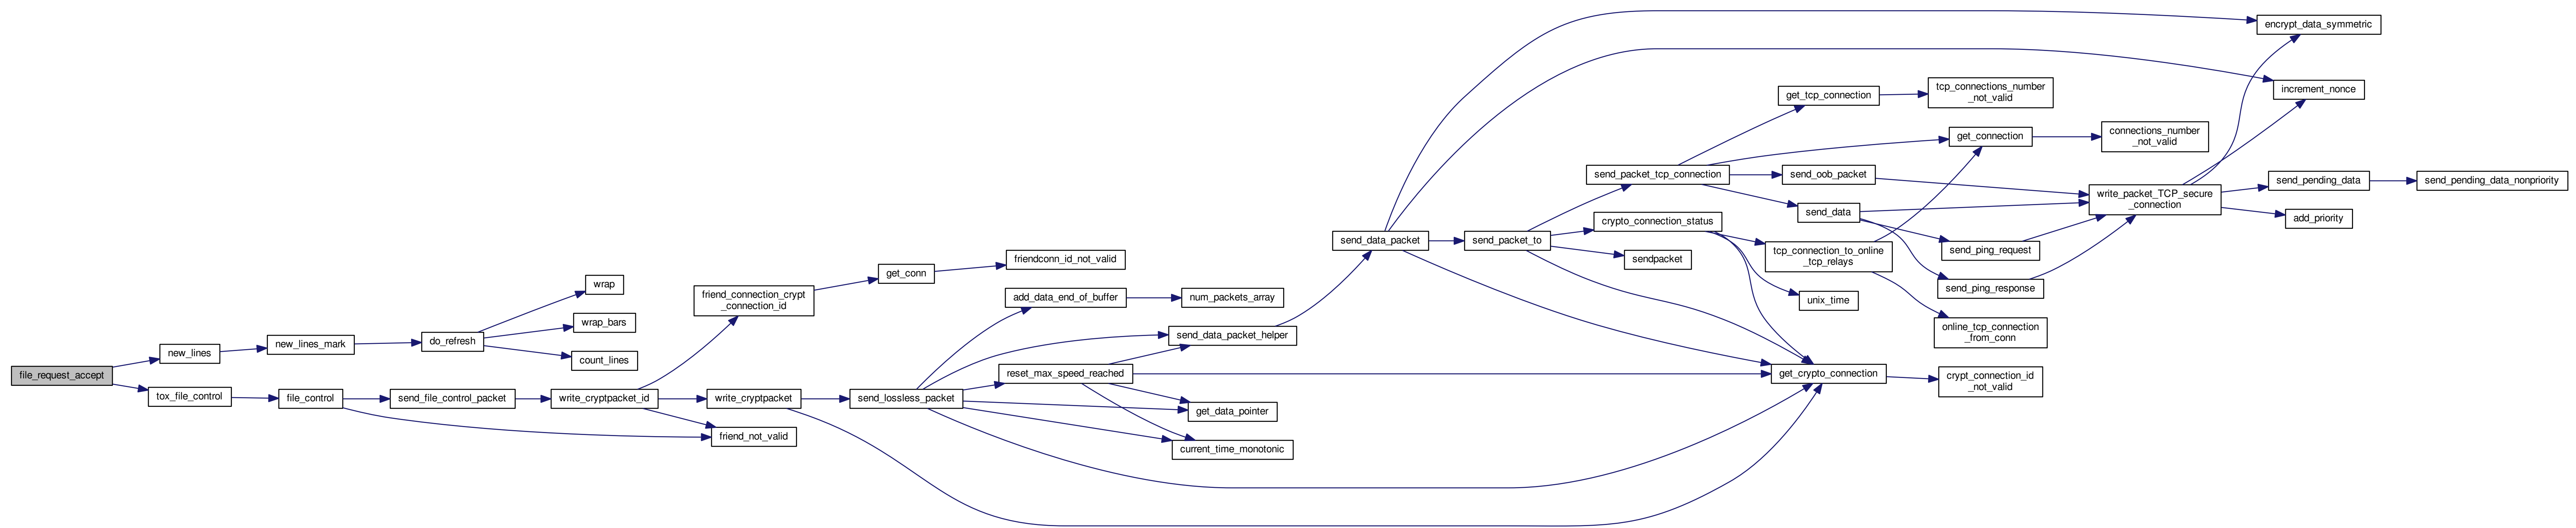 file_request_accept
new_lines
new_lines_mark
do_refresh
wrap
wrap_bars
count_lines
tox_file_control
file_control
send_file_control_packet
write_cryptpacket_id
friend_connection_crypt
_connection_id
get_conn
friendconn_id_not_valid
write_cryptpacket
friend_not_valid
send_lossless_packet
add_data_end_of_buffer
num_packets_array
send_data_packet_helper
reset_max_speed_reached
get_data_pointer
current_time_monotonic
send_data_packet
send_packet_to
send_packet_tcp_connection
get_tcp_connection
tcp_connections_number
_not_valid
get_connection
connections_number
_not_valid
send_oob_packet
send_data
crypto_connection_status
sendpacket
tcp_connection_to_online
_tcp_relays
unix_time
send_ping_request
send_ping_response
online_tcp_connection
_from_conn
get_crypto_connection
crypt_connection_id
_not_valid
write_packet_TCP_secure
_connection
encrypt_data_symmetric
increment_nonce
send_pending_data
send_pending_data_nonpriority
add_priority